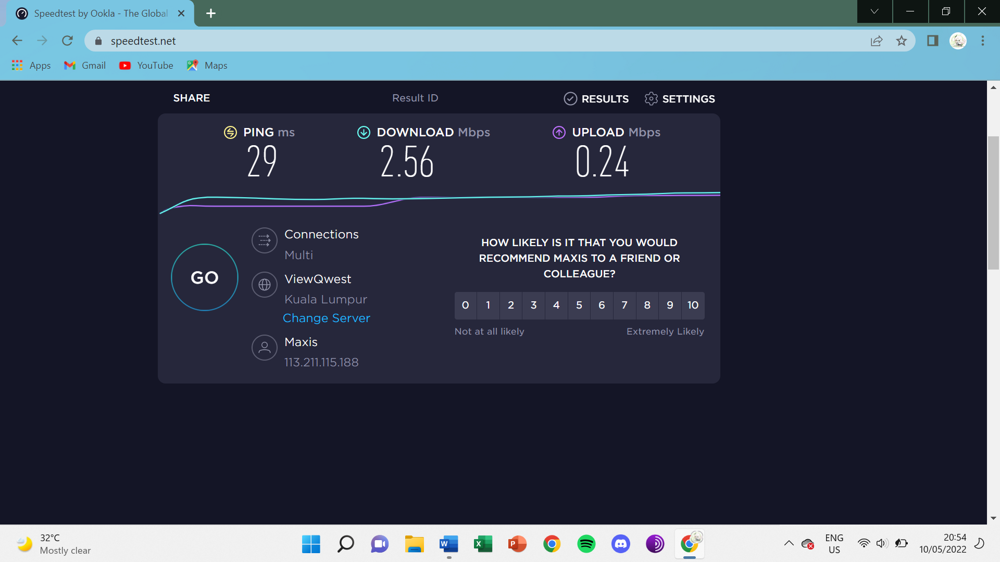 Speedtest by Ookla - The Global
speedtest.net
Apps Gmail YouTube Maps
SHARE Result ID RESULTS SETTINGS
PING ms DOWNLOAD Mbps UPLOAD Mbps
29 2.56 0.24
GO
Connections
Multi
ViewQwest
Kuala Lumpur
Change Server
Maxis
113.211.115.188
HOW LIKELY IS IT THAT YOU WOULD
RECOMMEND MAXIS TO A FRIEND OR
COLLEAGUE?
0 1 2 3 4 5 6 7 8 9 10
Not at all likely Extremely Likely
32°C
Mostly clear
W X P
ENG
US
20:54
10/05/2022